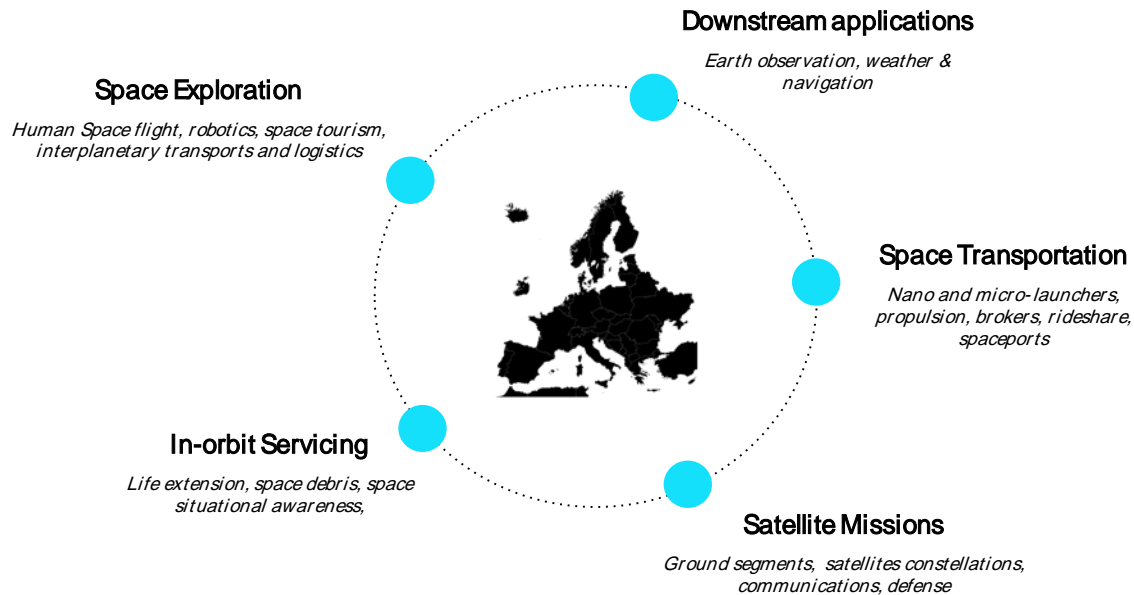 Downstream applications
Earth observation, weather &
navigation
Space Exploration
Human Space flight, robotics, space tourism,
interplanetary transports and logistics
Space Transportation
Nano and micro-launchers,
propulsion, brokers, rideshare,
spaceports
In-orbit Servicing
Life extension, space debris, space
situational awareness,
Satellite Missions
Ground segments, satellites constellations,
communications, defense